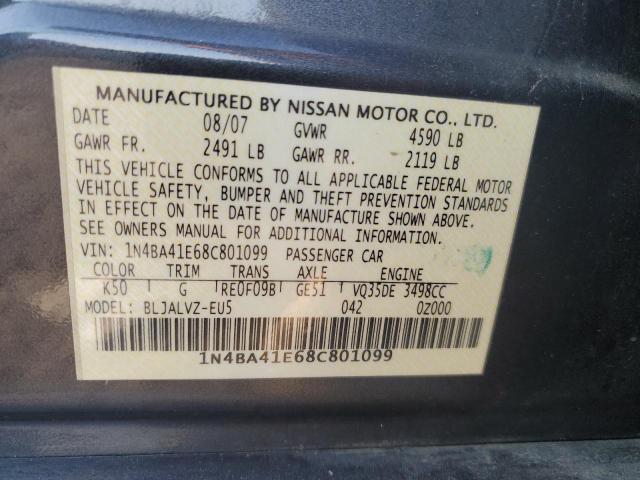 MANUFACTURED BY NISSAN MOTOR CO., LTD.
DATE 08/07 GVWR 4590 LB
GAWR FR. 2491 LB GAWR RR. 2119 LB
THIS VEHICLE CONFORMS TO ALL APPLICABLE FEDERAL MOTOR
VEHICLE SAFETY, BUMPER AND THEFT PREVENTION STANDARDS
IN EFFECT ON THE DATE OF MANUFACTURE SHOWN ABOVE.
SEE OWNERS MANUAL FOR ADDITIONAL INFORMATION.
VIN: 1N4BA41E68C801099 PASSENGER CAR
COLOR TRIM TRANS AXLE ENGINE
K50 G RE0F09B GE51 VQ35DE 3498CC
MODEL: BLJALVZ-EU5 042 0Z000
1N4BA41E68C801099